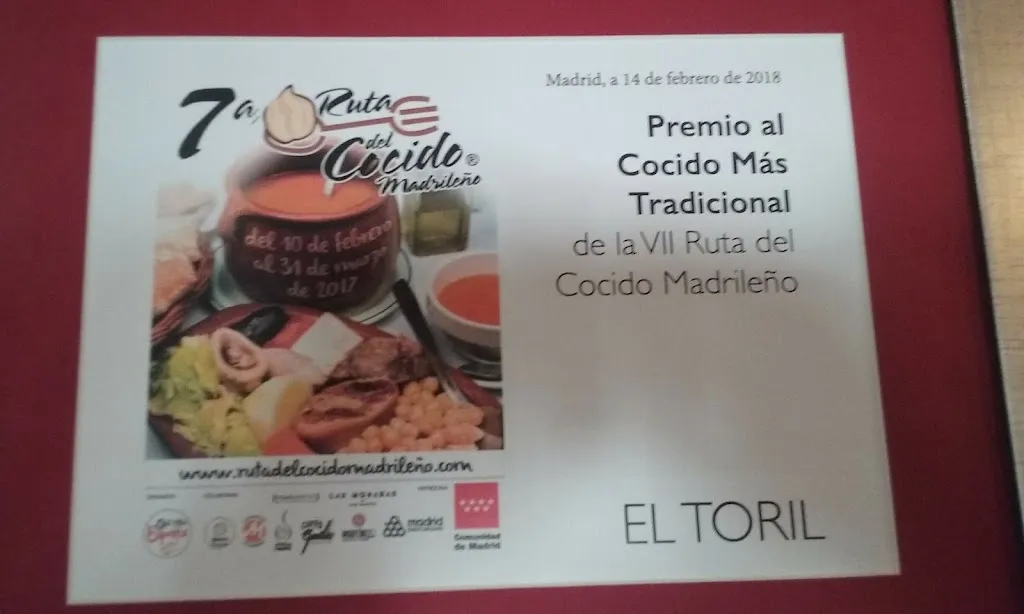 7a Ruta
del
Cocido®
Madrileño
del 10 de febrero
al 31 de marzo
de 2017
www.rutadelcocidomadrileño.com
madrid
Comunidad
de Madrid
Madrid, a 14 de febrero de 2018
Premio al
Cocido Más
Tradicional
de la VII Ruta del
Cocido Madrileño
EL TORIL